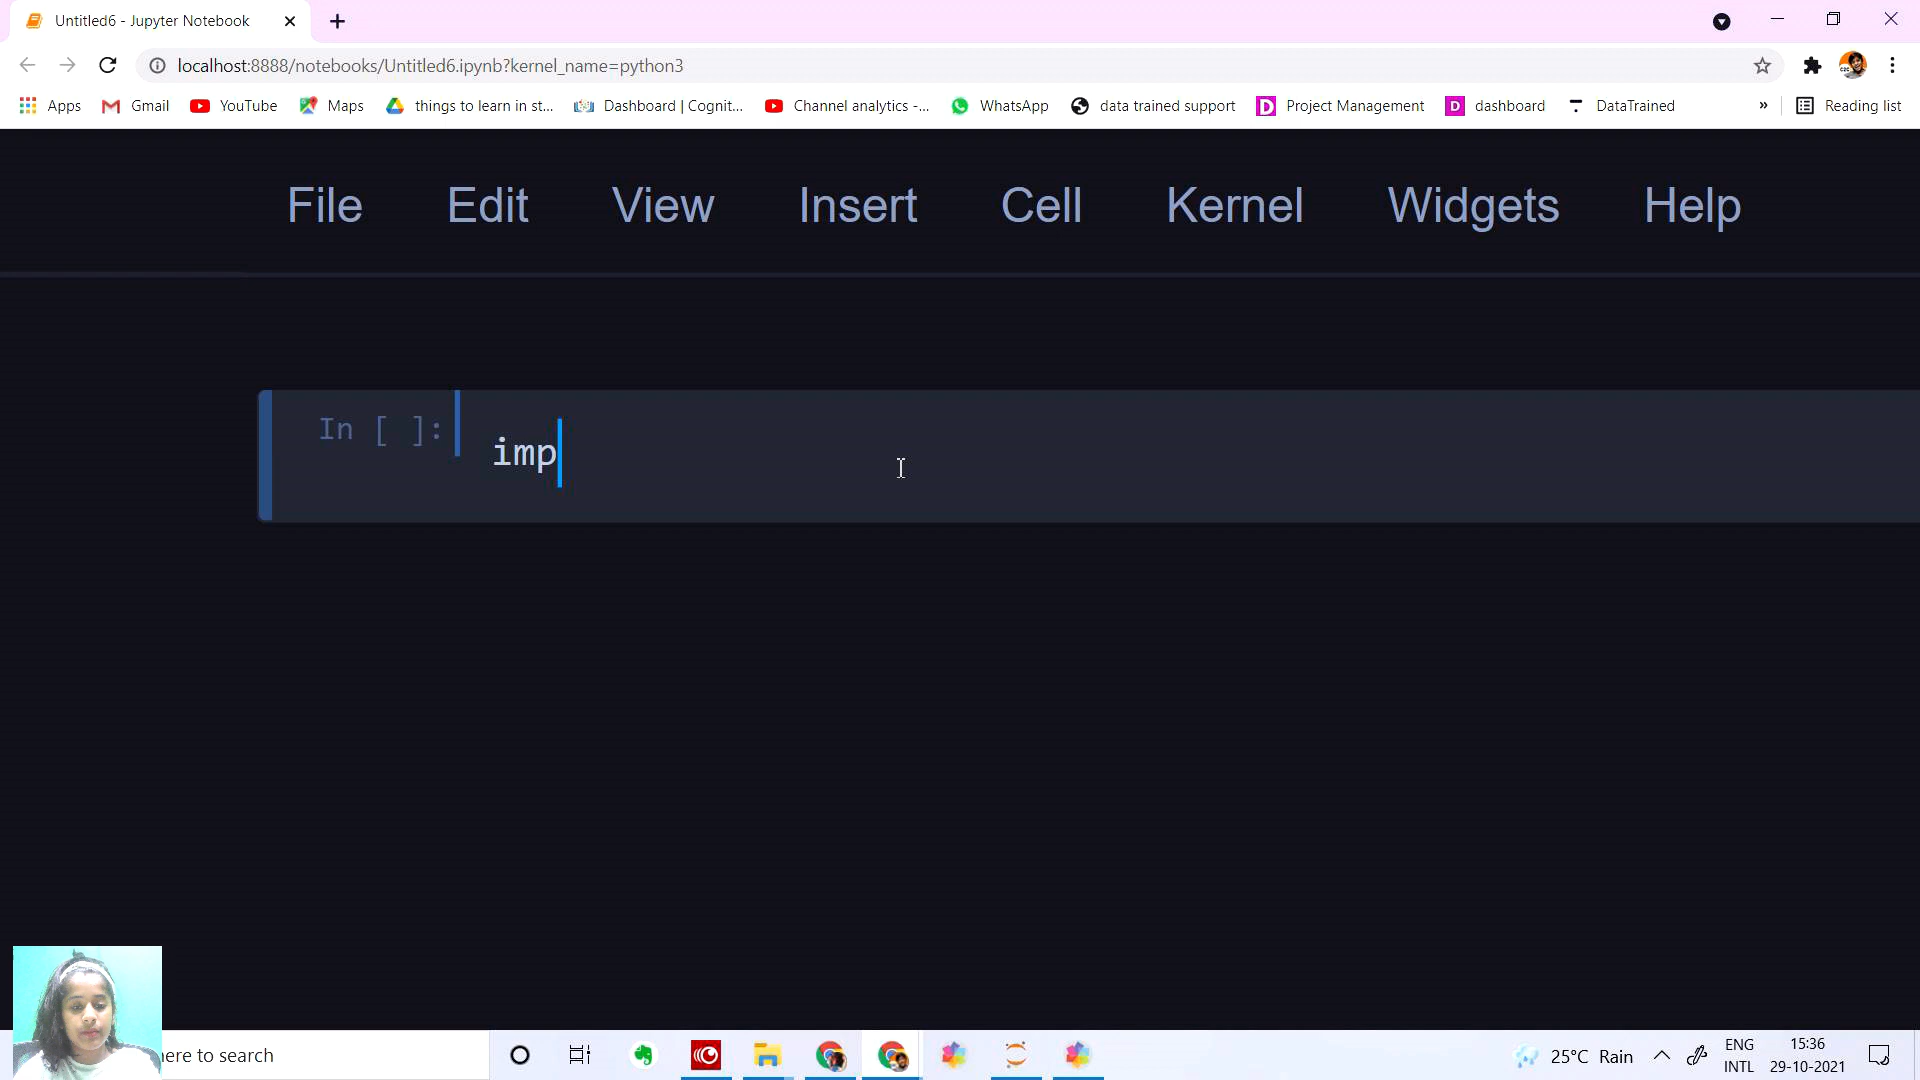 Untitled6 - Jupyter Notebook
localhost:8888/notebooks/Untitled6.ipynb?kernel_name=python3
Apps Gmail YouTube Maps things to learn in st... Dashboard | Cognit... Channel analytics -... WhatsApp data trained support Project Management dashboard DataTrained » Reading list
File Edit View Insert Cell Kernel Widgets Help
In [ ]: imp
here to search
25°C Rain
ENG
INTL
15:36
29-10-2021